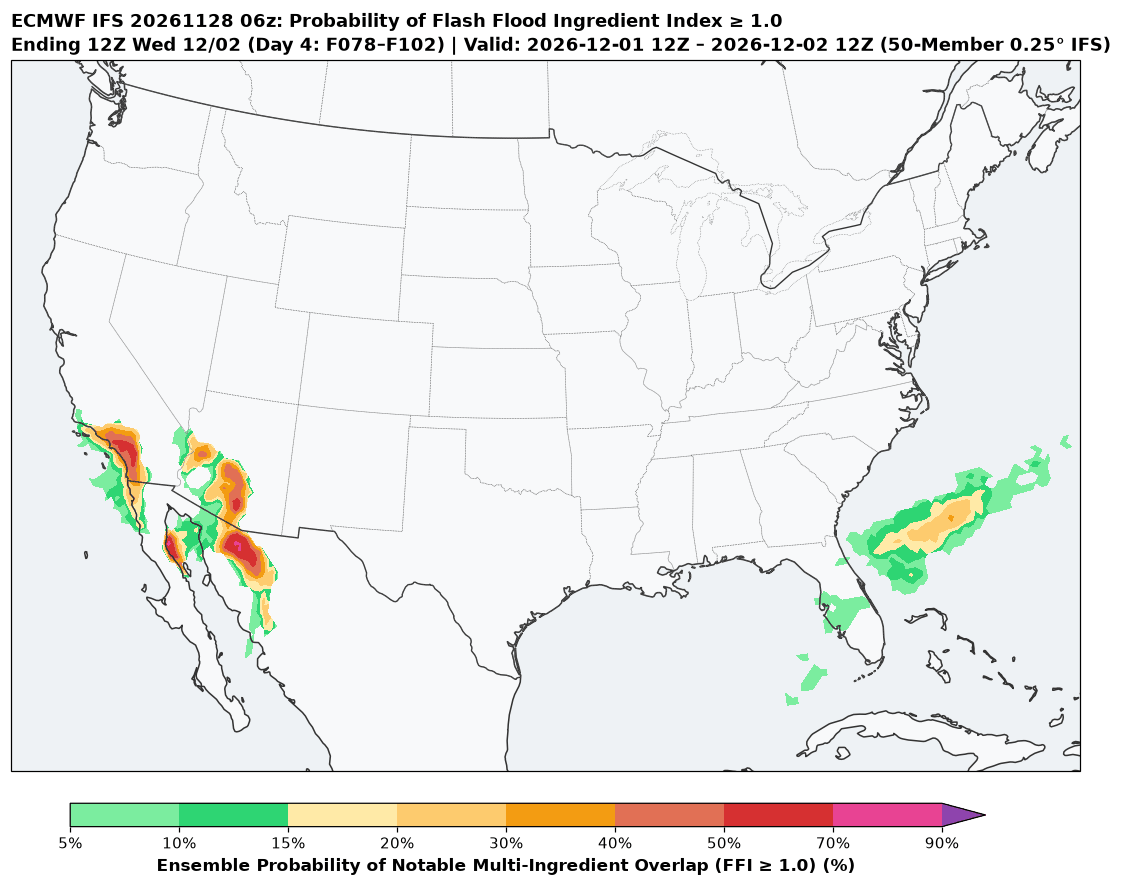 ECMWF IFS 20261128 06z: Probability of Flash Flood Ingredient Index ≥ 1.0
Ending 12Z Wed 12/02 (Day 4: F078–F102) | Valid: 2026-12-01 12Z – 2026-12-02 12Z (50-Member 0.25° IFS)
5% 10% 15% 20% 30% 40% 50% 70% 90%
Ensemble Probability of Notable Multi-Ingredient Overlap (FFI ≥ 1.0) (%)